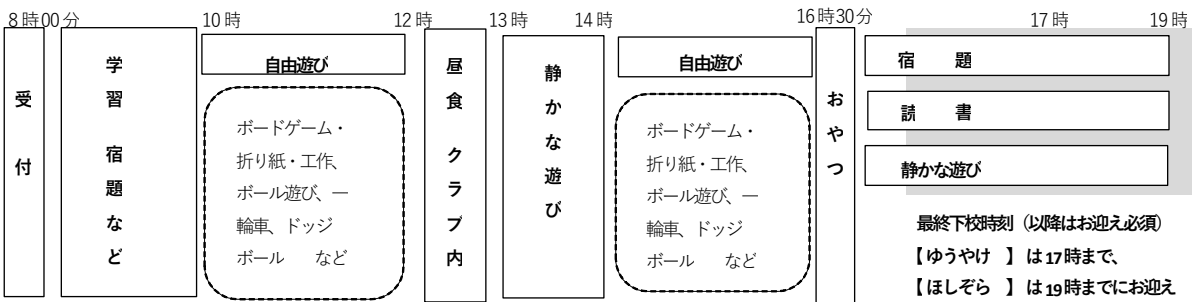 8時00分 10時 12時 13時 14時 16時30分 17時 19時
受付
学習 宿題など
自由遊び
ボードゲーム・
折り紙・工作、
ボール遊び、一
輪車、ドッジ
ボール など
昼食 クラブ内
静かな遊び
自由遊び
ボードゲーム・
折り紙・工作、
ボール遊び、一
輪車、ドッジ
ボール など
おやつ
宿 題
読 書
静かな遊び
最終下校時刻（以降はお迎え必須）
【ゆうやけ 】は17時まで、
【ほしぞら 】は19時までにお迎え